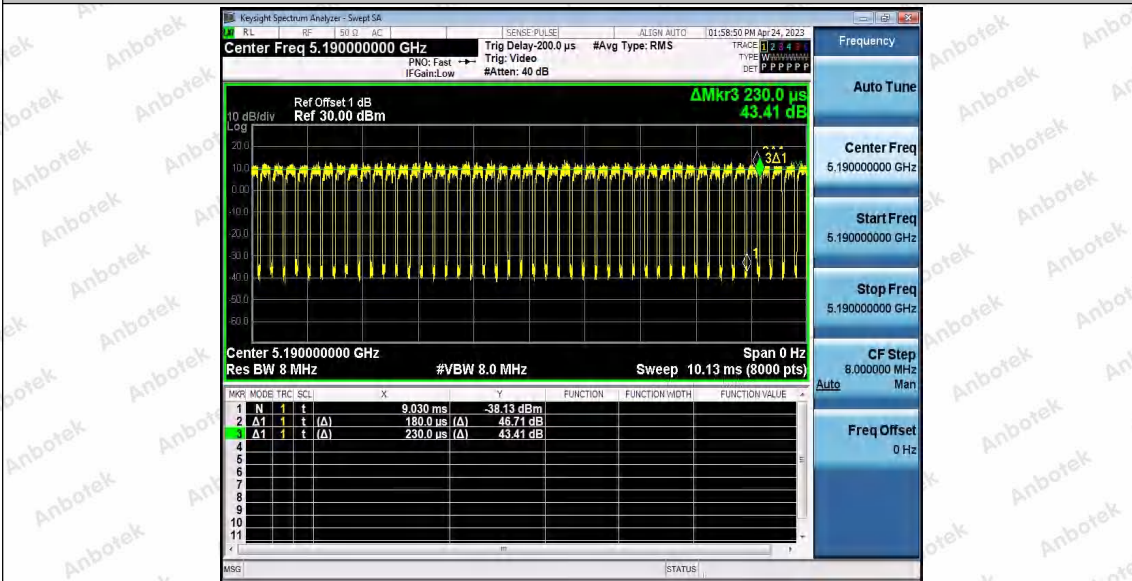 Keysight Spectrum Analyzer - Swept SA
RL RF 50 Ω AC SENSE:PULSE ALIGN AUTO 01:58:50 PM Apr 24, 2023
Center Freq 5.190000000 GHz
PNO: Fast
IFGain:Low
Trig Delay-200.0 µs
Trig: Video
#Atten: 40 dB
#Avg Type: RMS
TRACE 1 2 3 4 5 6
TYPE WWWWWW
DET P P P P P P
ΔMkr3 230.0 µs
43.41 dB
Ref Offset 1 dB
10 dB/div Ref 30.00 dBm
Log
20.0
10.0
0.00
-10.0
-20.0
-30.0
-40.0
-50.0
-60.0
3Δ1
1
Center 5.190000000 GHz Span 0 Hz
Res BW 8 MHz #VBW 8.0 MHz Sweep 10.13 ms (8000 pts)
MKR MODE TRC SCL X Y FUNCTION FUNCTION WIDTH FUNCTION VALUE
1 N 1 t 9.030 ms -38.13 dBm
2 Δ1 1 t (Δ) 180.0 µs (Δ) 46.71 dB
3 Δ1 1 t (Δ) 230.0 µs (Δ) 43.41 dB
4
5
6
7
8
9
10
11
MSG STATUS
Frequency
Auto Tune
Center Freq
5.190000000 GHz
Start Freq
5.190000000 GHz
Stop Freq
5.190000000 GHz
CF Step
8.000000 MHz
Auto Man
Freq Offset
0 Hz
Anbotek